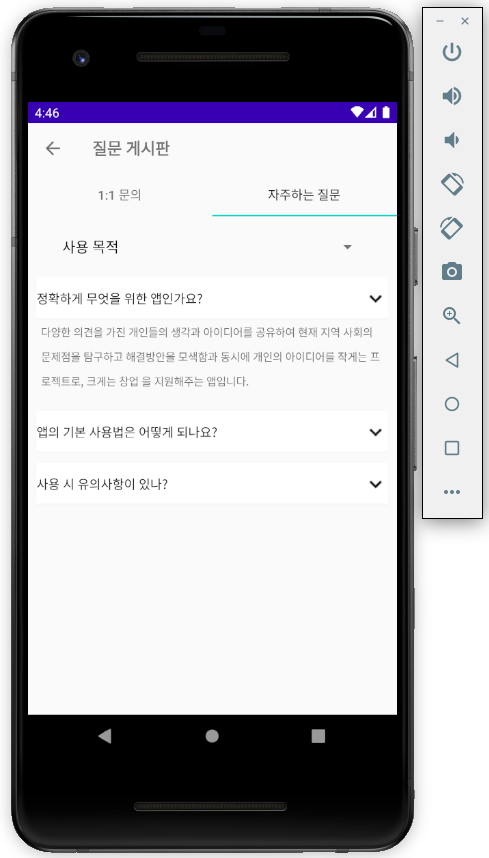 4:46
질문 게시판
1:1 문의
자주하는 질문
사용 목적
정확하게 무엇을 위한 앱인가요?
다양한 의견을 가진 개인들의 생각과 아이디어를 공유하여 현재 지역 사회의
문제점을 탐구하고 해결방안을 모색함과 동시에 개인의 아이디어를 작게는 프
로젝트로, 크게는 창업 을 지원해주는 앱입니다.
앱의 기본 사용법은 어떻게 되나요?
사용 시 유의사항이 있나?